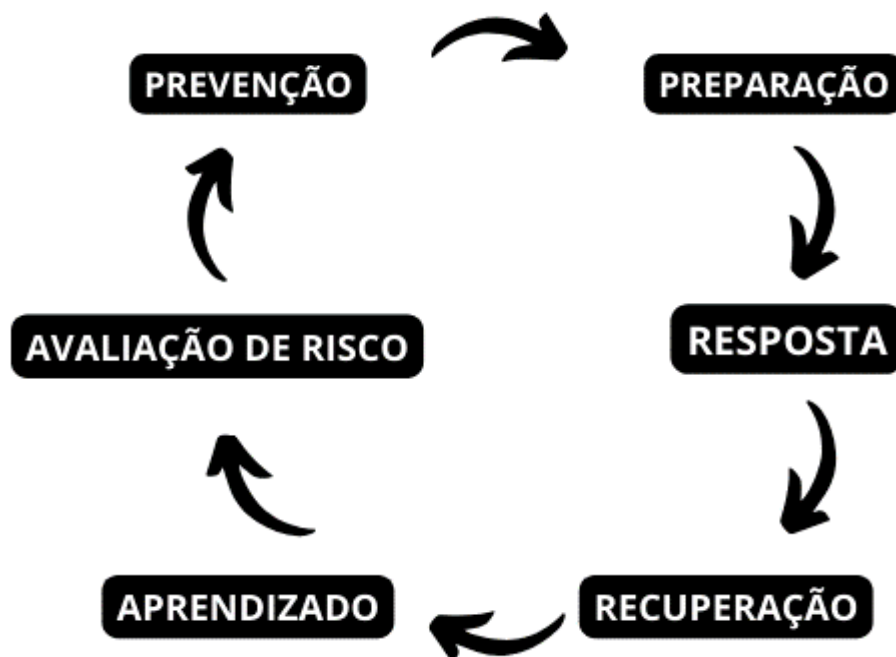 PREVENÇÃO
PREPARAÇÃO
AVALIAÇÃO DE RISCO
RESPOSTA
APRENDIZADO
RECUPERAÇÃO